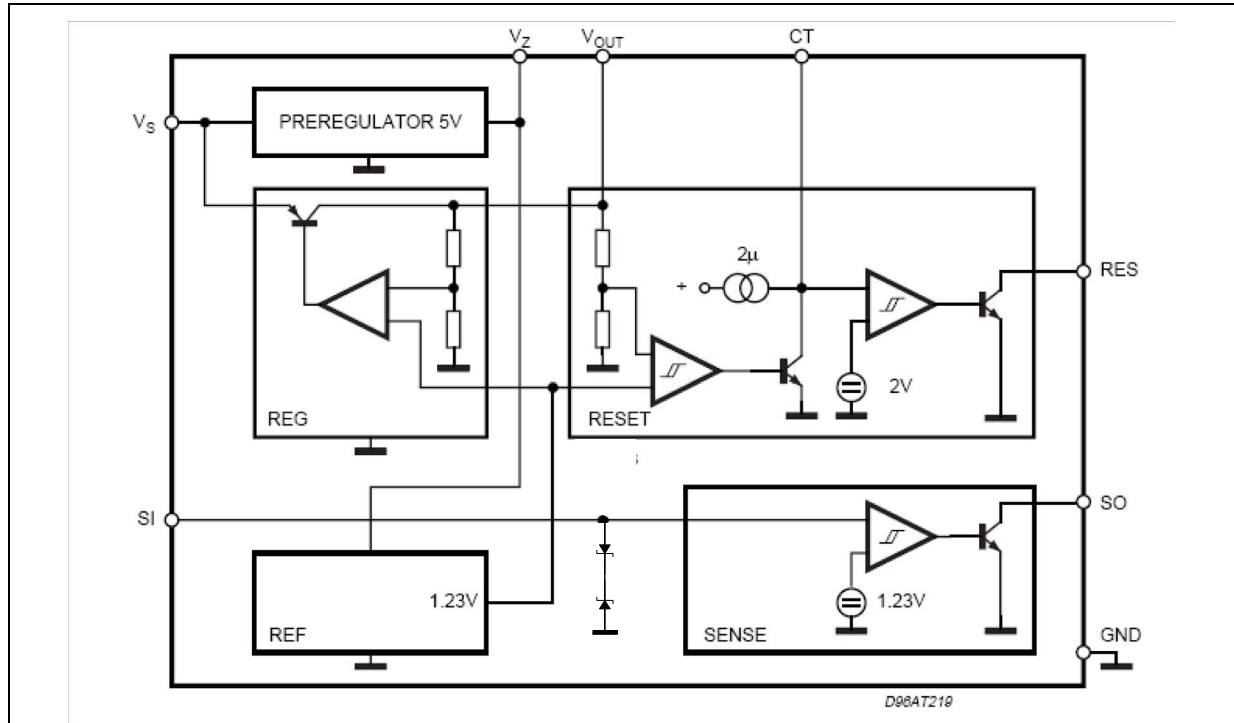 VZ VOUT CT
VS PREREGULATOR 5V
2μ
+
RES
2V
REG RESET
SI SO
1.23V 1.23V
REF SENSE GND
D96AT219